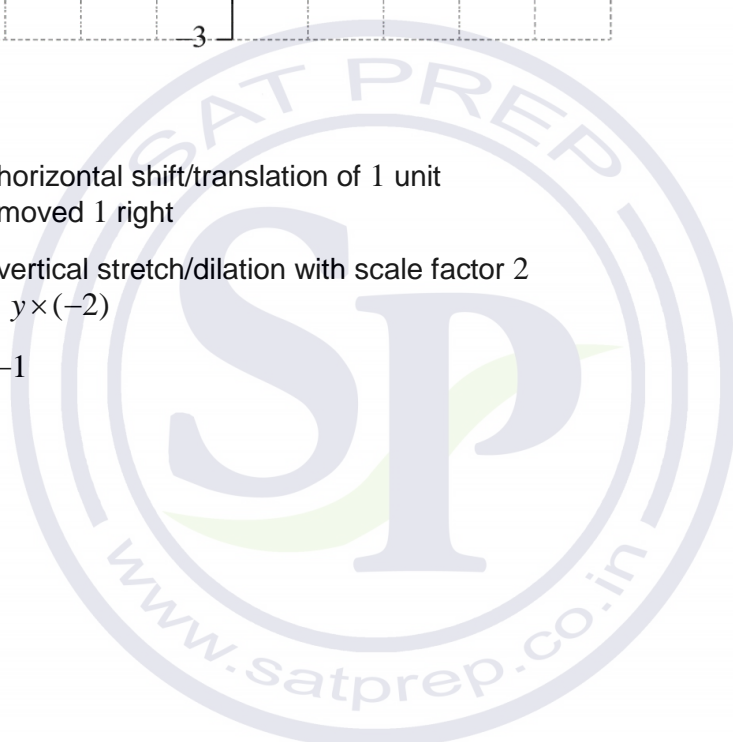 –3
SAT PREP
horizontal shift/translation of 1 unit
moved 1 right
vertical stretch/dilation with scale factor 2
y×(–2)
–1
SP
www.satprep.co.in